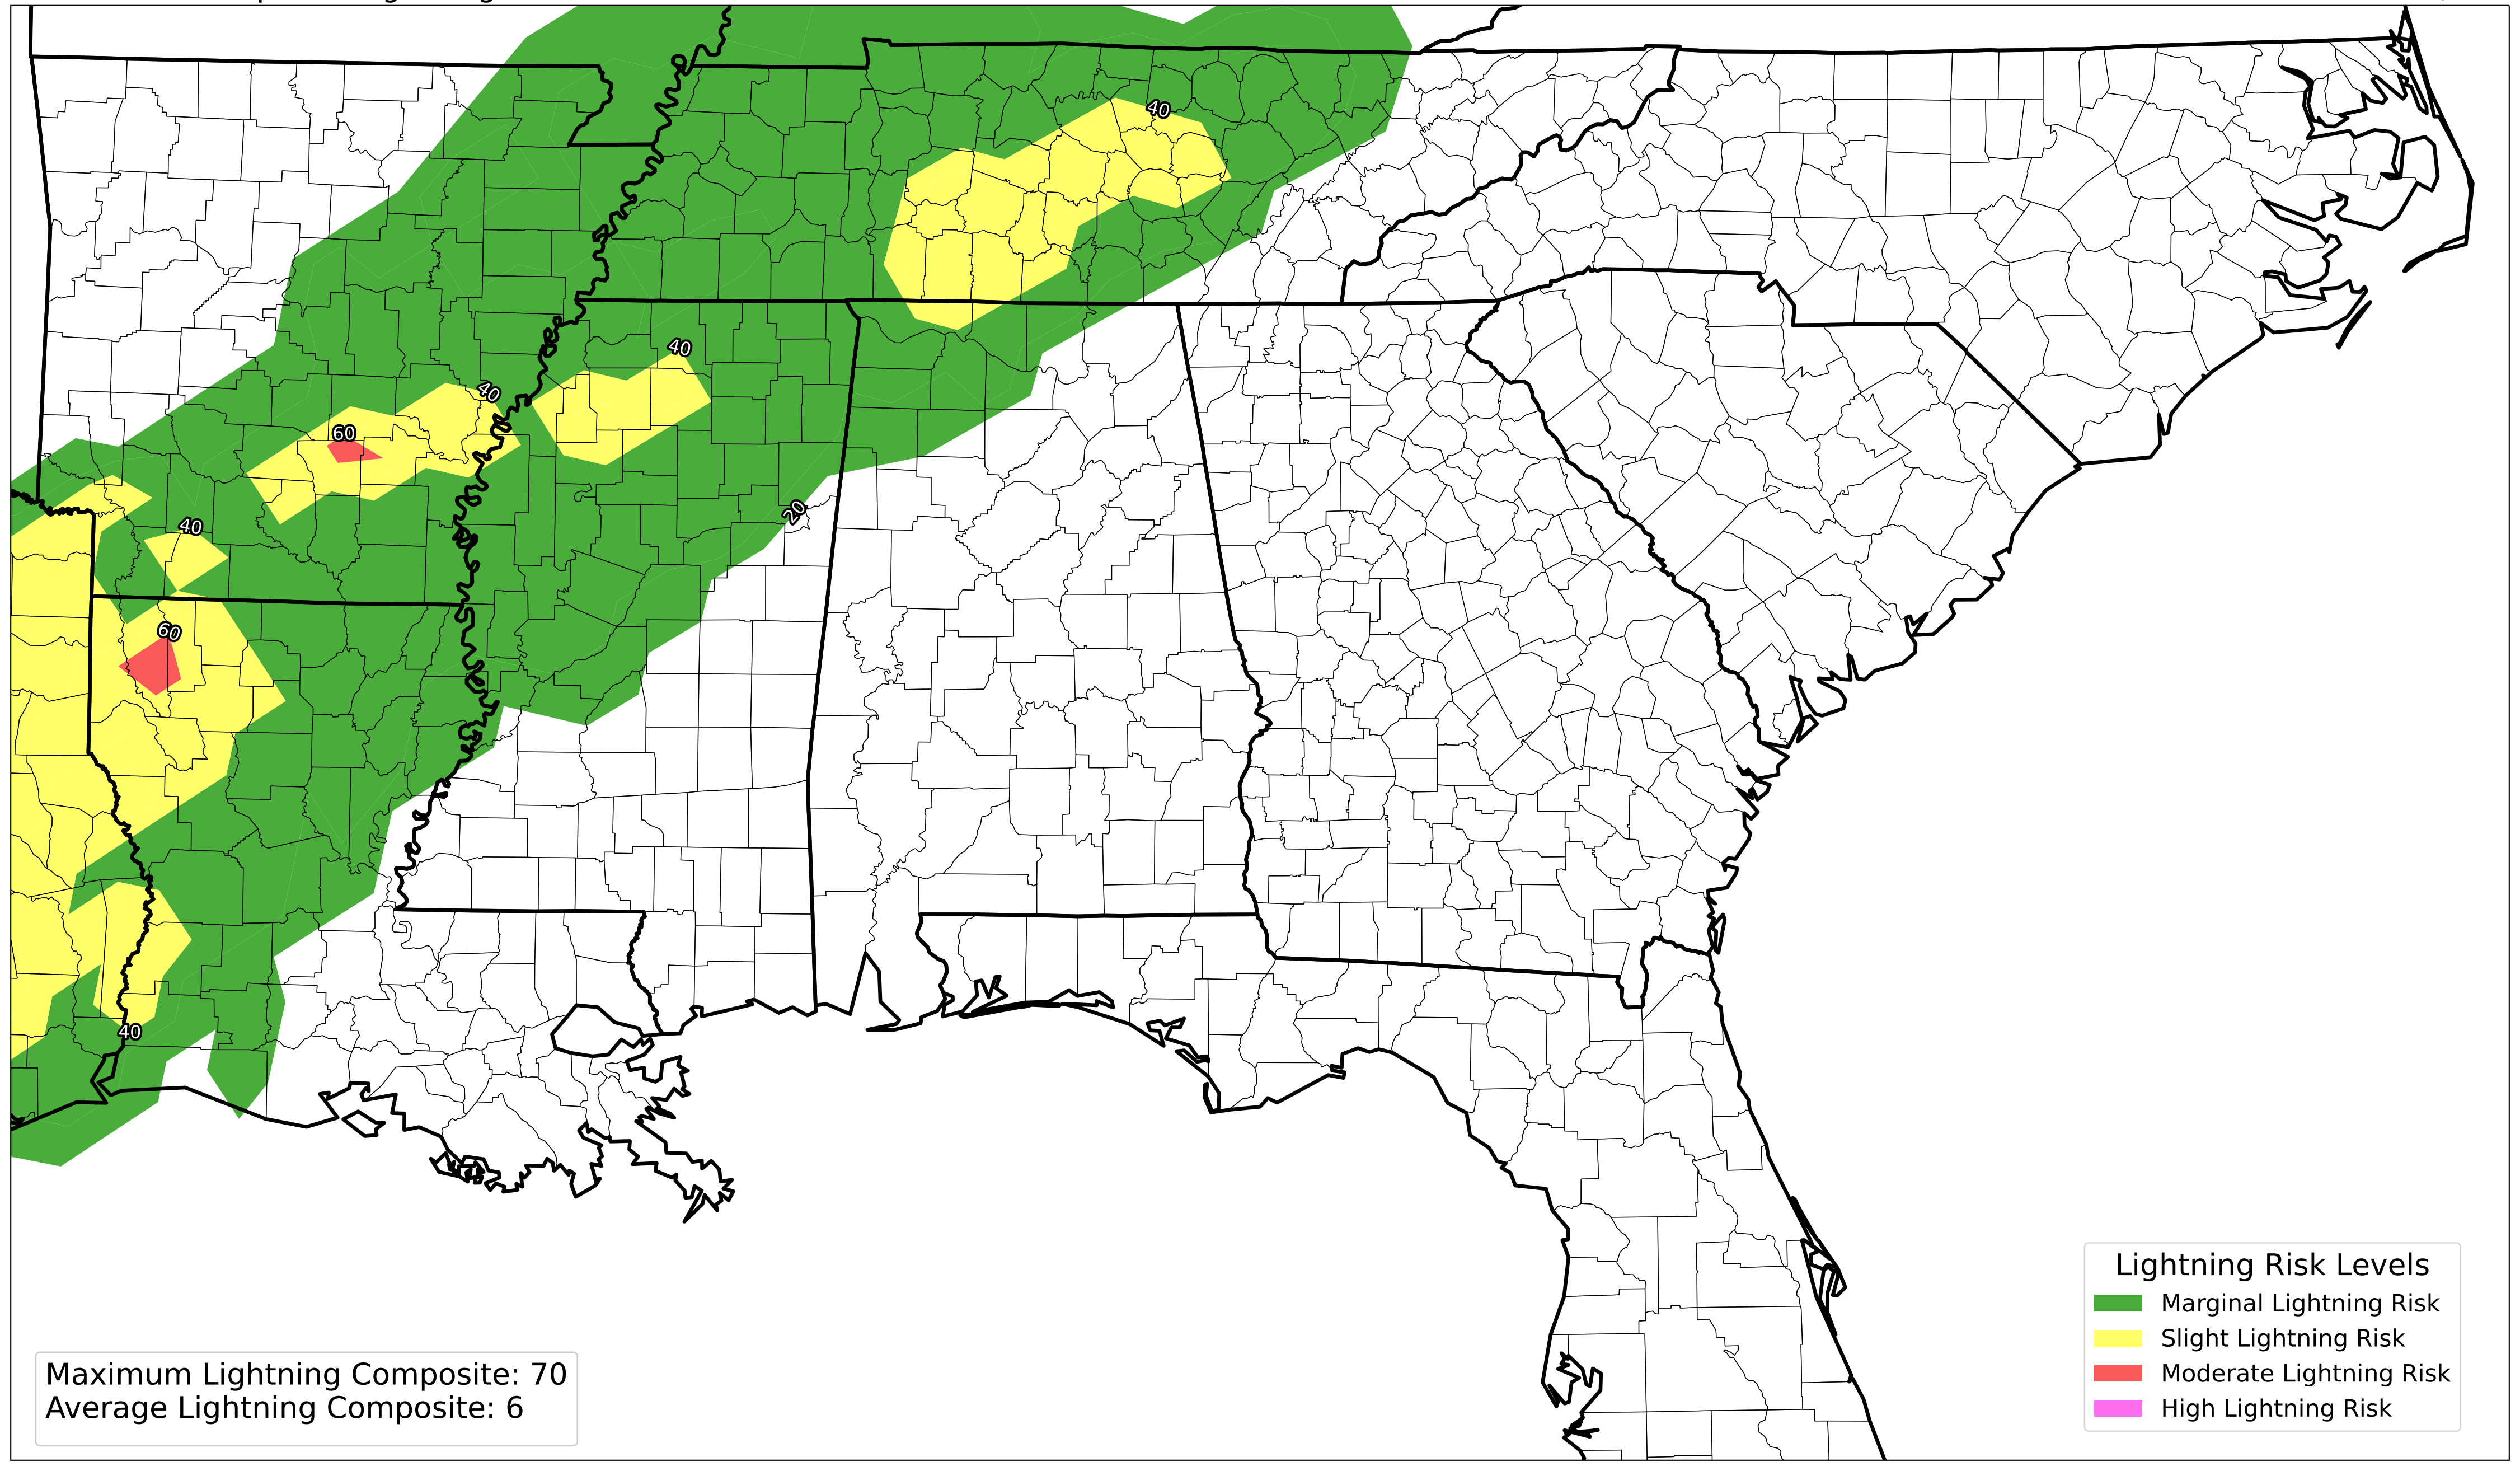 40
40
40
60
20
40
60
40
Lightning Risk Levels
Marginal Lightning Risk
Slight Lightning Risk
Moderate Lightning Risk
High Lightning Risk
Maximum Lightning Composite: 70
Average Lightning Composite: 6